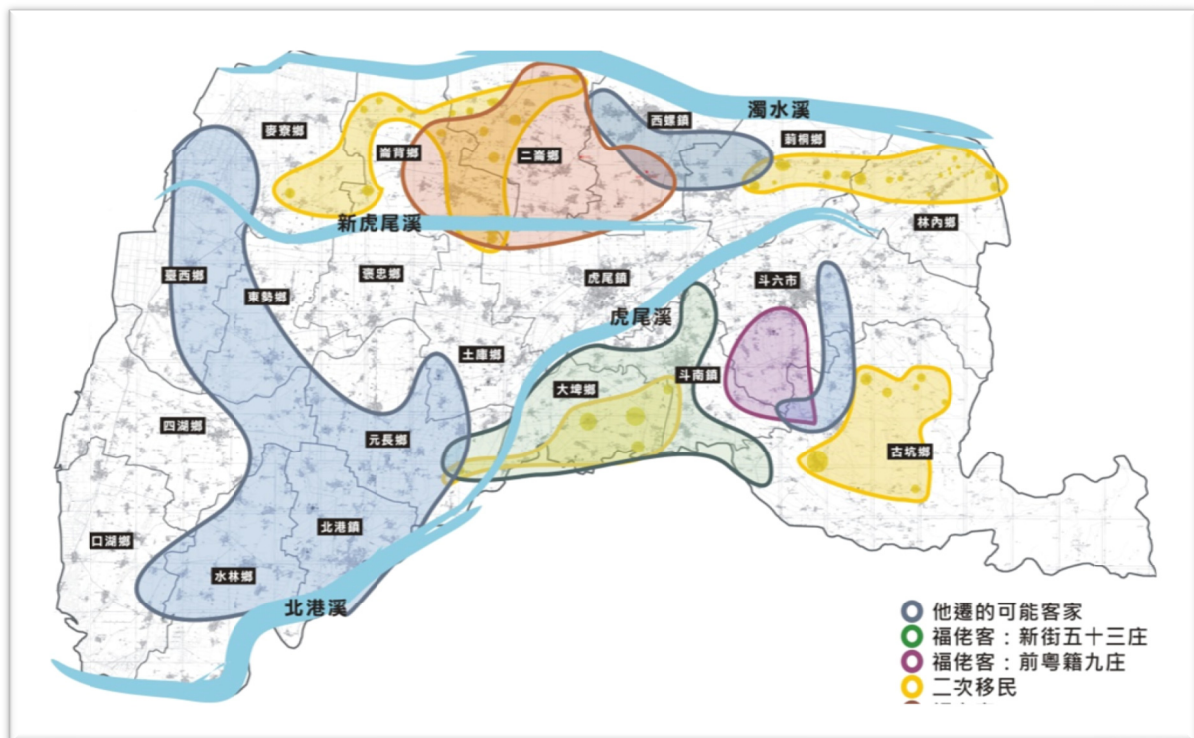 濁水溪
西螺鎮
麥寮鄉
莿桐鄉
崙背鄉
二崙鄉
新虎尾溪
林內鄉
臺西鄉
褒忠鄉
虎尾鎮
斗六市
東勢鄉
虎尾溪
土庫鄉
斗南鎮
大埤鄉
四湖鄉
元長鄉
古坑鄉
北港鎮
口湖鄉
水林鄉
北港溪
他遷的可能客家
福佬客：新街五十三庄
福佬客：前粵籍九庄
二次移民